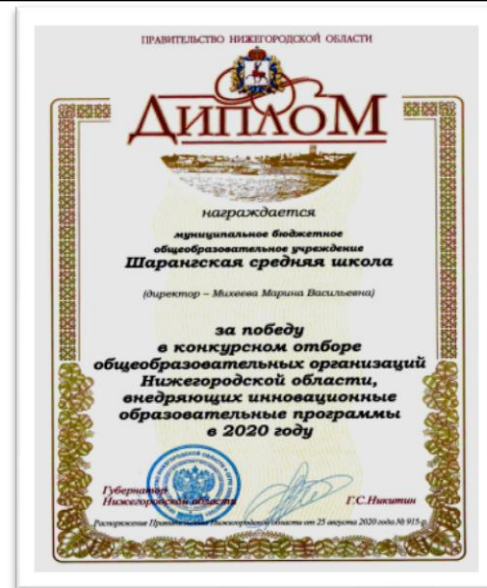 ПРАВИТЕЛЬСТВО НИЖЕГОРОДСКОЙ ОБЛАСТИ
ДИПЛОМ
награждается
муниципальное бюджетное
общеобразовательное учреждение
Шарангская средняя школа
(директор – Михеева Марина Васильевна)
за победу
в конкурсном отборе
общеобразовательных организаций
Нижегородской области,
внедряющих инновационные
образовательные программы
в 2020 году
Губернатор
Нижегородской области
Г.С.Никитин
Распоряжение Правительства Нижегородской области от 25 августа 2020 года № 915-р